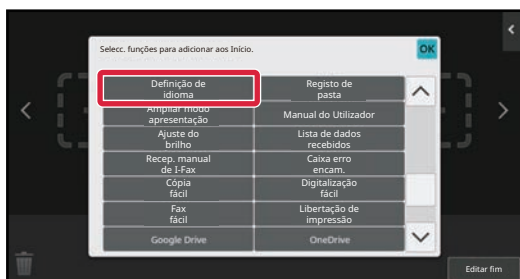 Selecc. funções para adicionar aos Início.
OK
Definição de
idioma
Registo de
pasta
Ampliar modo
apresentação
Manual do Utilizador
Ajuste do
brilho
Lista de dados
recebidos
Recep. manual
de I-Fax
Caixa erro
encam.
Cópia
fácil
Digitalização
fácil
Fax
fácil
Libertação de
impressão
Google Drive
OneDrive
Editar fim